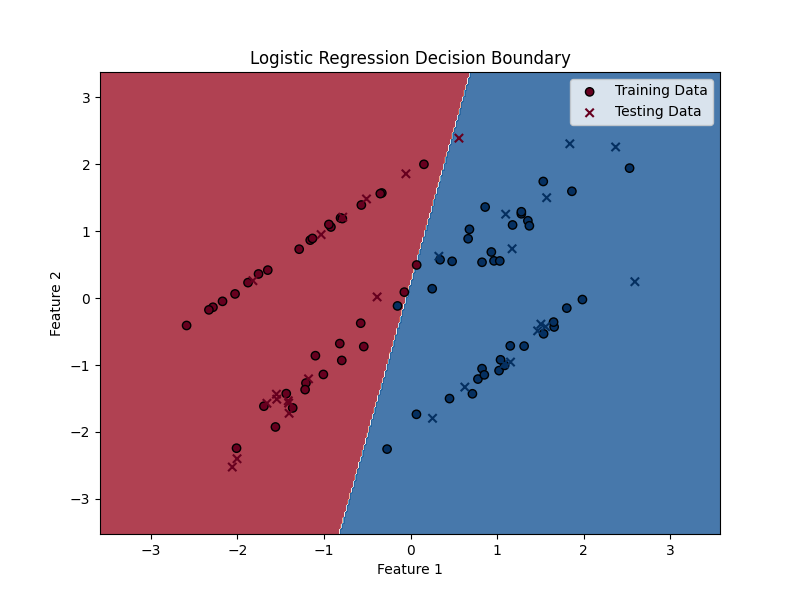 Logistic Regression Decision Boundary
Training Data
Testing Data
3
2
1
0
−1
−2
−3
Feature 2
−3 −2 −1 0 1 2 3
Feature 1